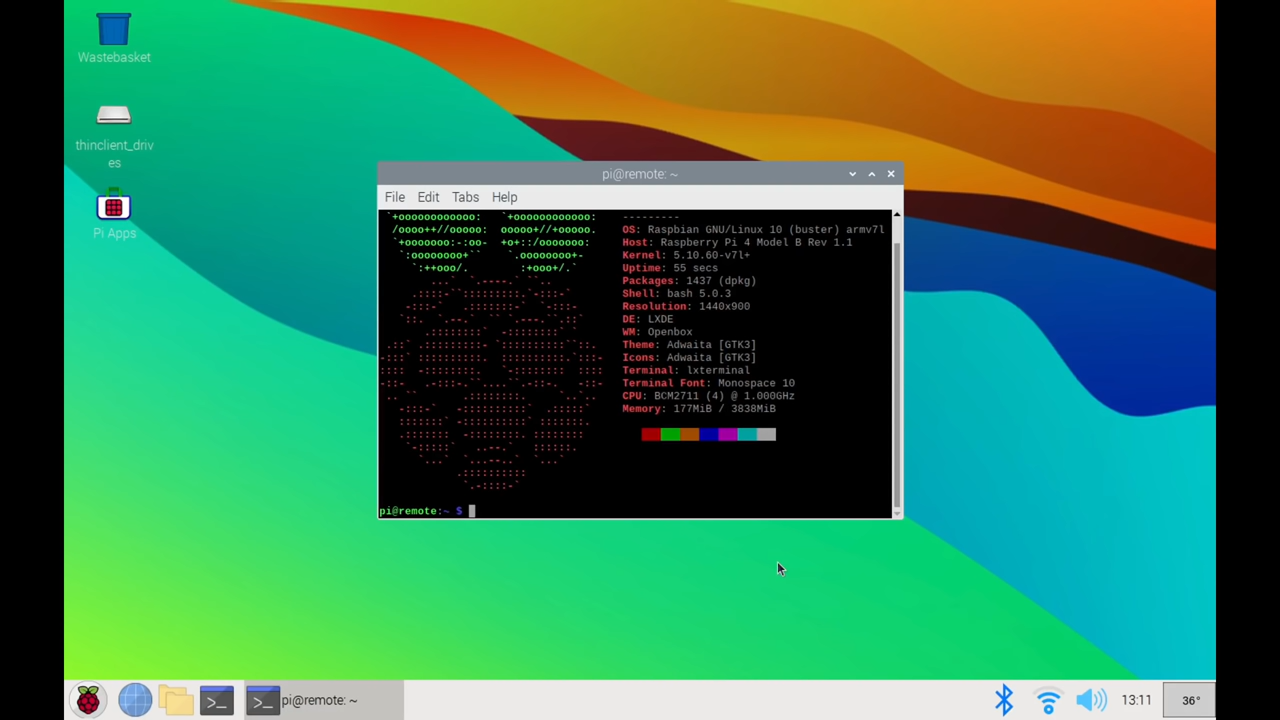 Wastebasket
thinclient_driv
es
Pi Apps
pi@remote: ~
File Edit Tabs Help
---------
OS: Raspbian GNU/Linux 10 (buster) armv7l
Host: Raspberry Pi 4 Model B Rev 1.1
Kernel: 5.10.60-v7l+
Uptime: 55 secs
Packages: 1437 (dpkg)
Shell: bash 5.0.3
Resolution: 1440x900
DE: LXDE
WM: Openbox
Theme: Adwaita [GTK3]
Icons: Adwaita [GTK3]
Terminal: lxterminal
Terminal Font: Monospace 10
CPU: BCM2711 (4) @ 1.000GHz
Memory: 177MiB / 3838MiB
pi@remote:~ $
pi@remote: ~
13:11
36°